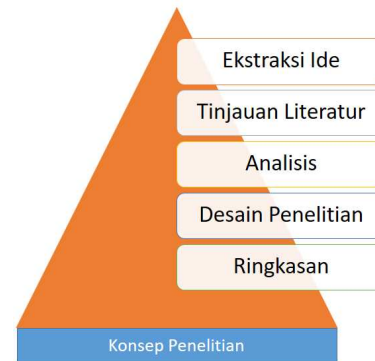 Ekstraksi Ide
Tinjauan Literatur
Analisis
Desain Penelitian
Ringkasan
Konsep Penelitian